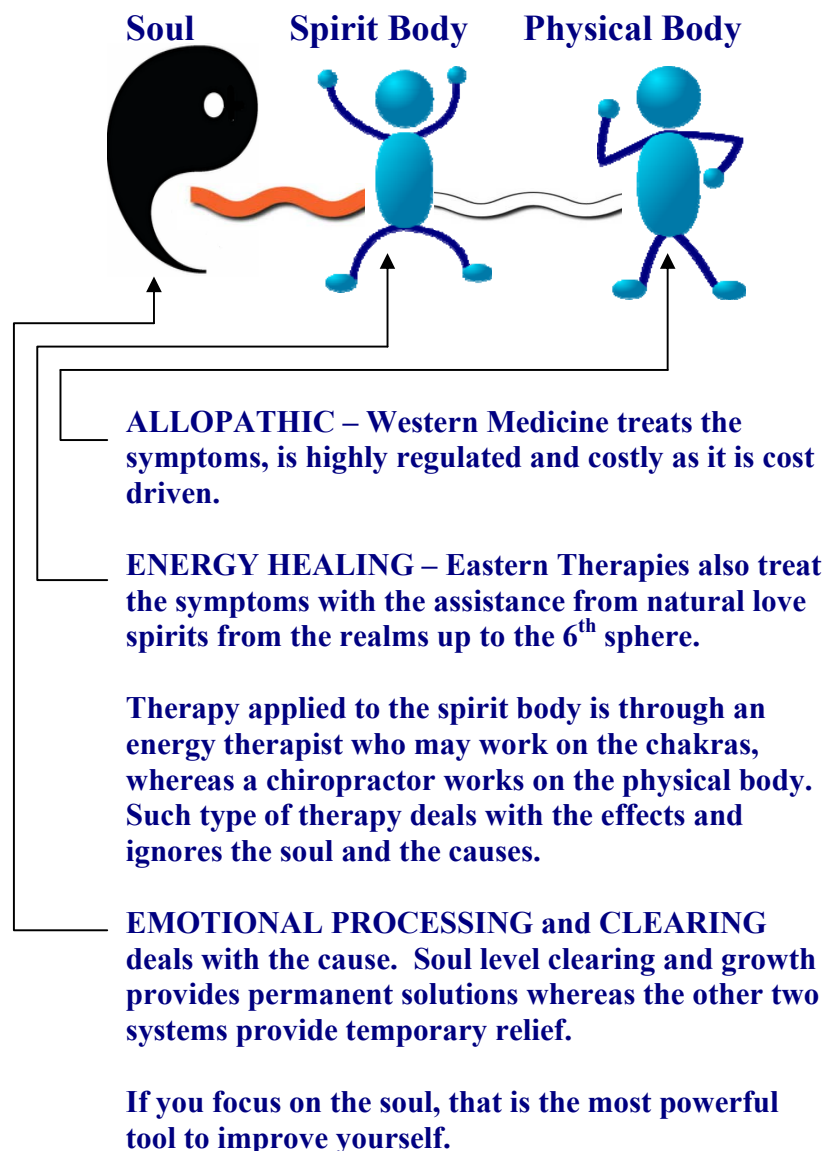 Soul Spirit Body Physical Body
ALLOPATHIC – Western Medicine treats the
symptoms, is highly regulated and costly as it is cost
driven.
ENERGY HEALING – Eastern Therapies also treat
the symptoms with the assistance from natural love
spirits from the realms up to the 6th sphere.
Therapy applied to the spirit body is through an
energy therapist who may work on the chakras,
whereas a chiropractor works on the physical body.
Such type of therapy deals with the effects and
ignores the soul and the causes.
EMOTIONAL PROCESSING and CLEARING
deals with the cause.  Soul level clearing and growth
provides permanent solutions whereas the other two
systems provide temporary relief.
If you focus on the soul, that is the most powerful
tool to improve yourself.